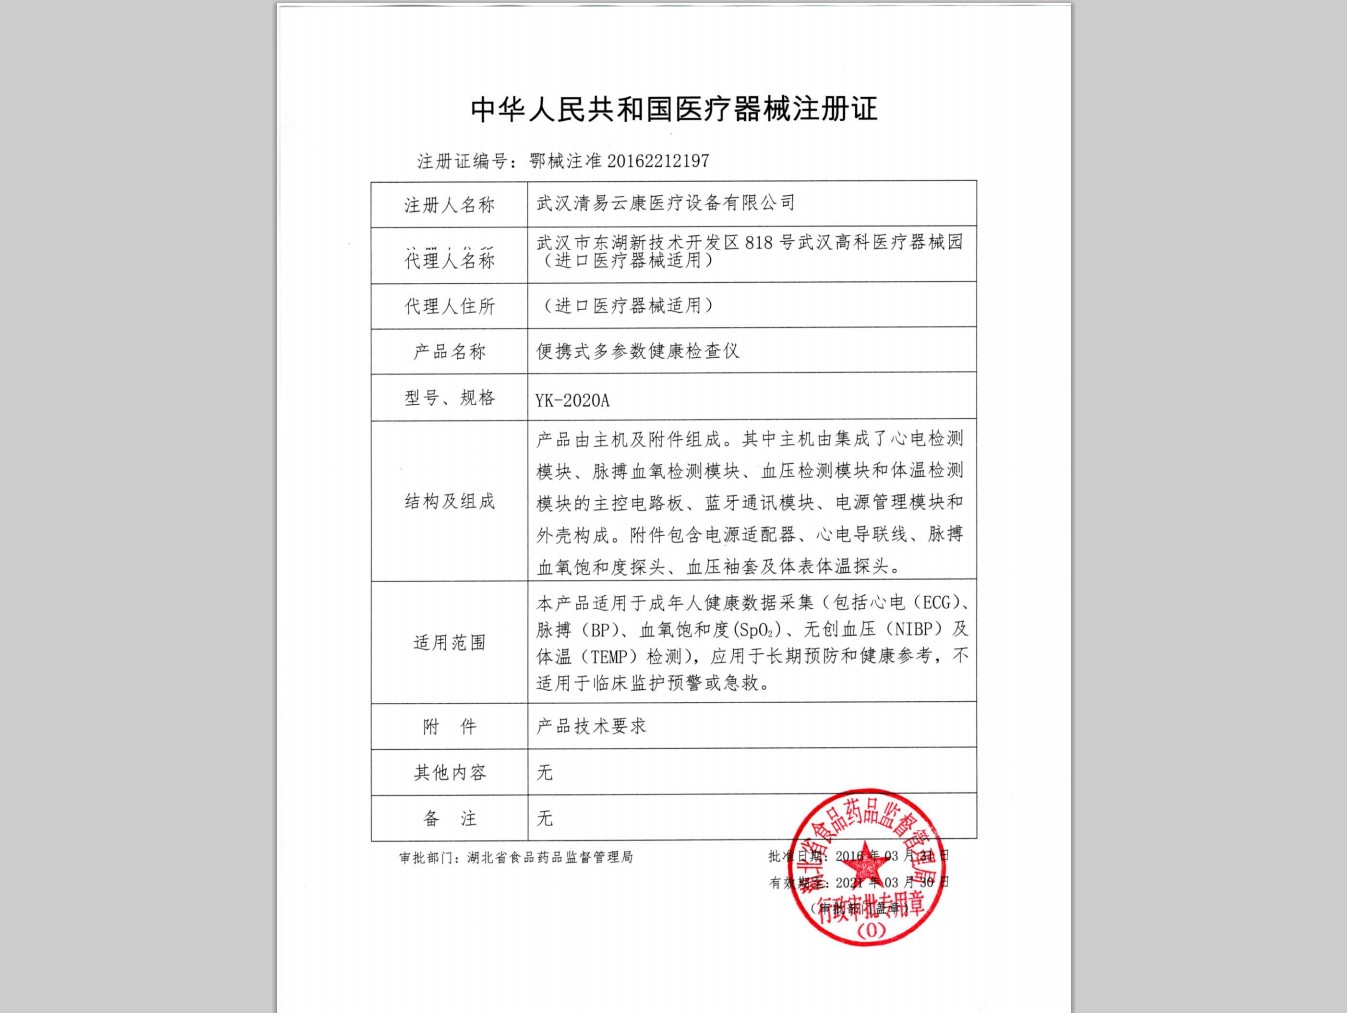 中华人民共和国医疗器械注册证
注册证编号：鄂械注准 20162212197
注册人名称 武汉清易云康医疗设备有限公司
武汉市东湖新技术开发区 818 号武汉高科医疗器械园
代理人名称 （进口医疗器械适用）
代理人住所 （进口医疗器械适用）
产品名称 便携式多参数健康检查仪
型号、规格 YK-2020A
结构及组成 产品由主机及附件组成。其中主机由集成了心电检测
模块、脉搏血氧检测模块、血压检测模块和体温检测
模块的主控电路板、蓝牙通讯模块、电源管理模块和
外壳构成。附件包含电源适配器、心电导联线、脉搏
血氧饱和度探头、血压袖套及体表体温探头。
适用范围 本产品适用于成年人健康数据采集（包括心电（ECG）、
脉搏（BP）、血氧饱和度(SpO₂)、无创血压（NIBP）及
体温（TEMP）检测），应用于长期预防和健康参考，不
适用于临床监护预警或急救。
附 件 产品技术要求
其他内容 无
备 注 无
审批部门：湖北省食品药品监督管理局
批准日期：2016 年 03 月 31 日
有效期至：2021 年 03 月 30 日
（审批部门盖章）
湖北省食品药品监督管理局
行政审批专用章
(0)